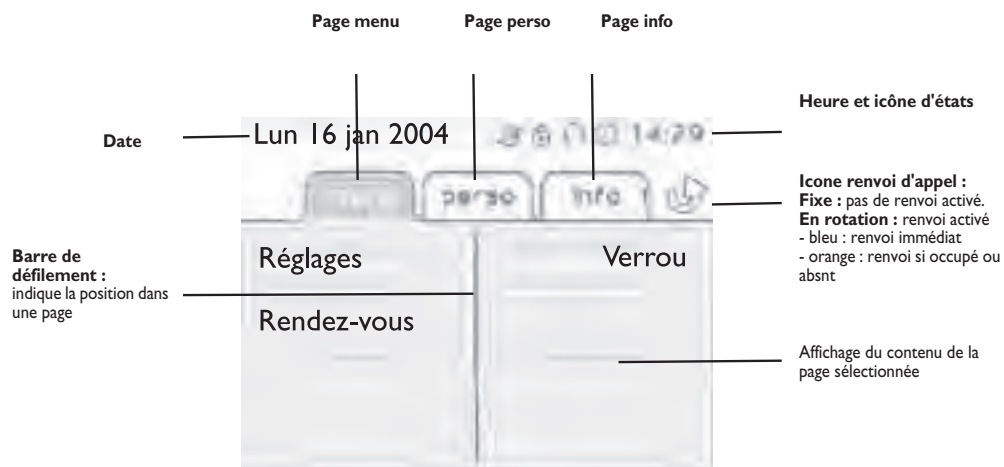 Page menu Page perso Page info
Heure et icône d'états
Date
Lun 16 jan 2004 14:29
perso info
Icone renvoi d'appel :
Fixe : pas de renvoi activé.
En rotation : renvoi activé
- bleu : renvoi immédiat
- orange : renvoi si occupé ou
absnt
Barre de
défilement :
indique la position dans
une page
Réglages Verrou
Rendez-vous
Affichage du contenu de la
page sélectionnée